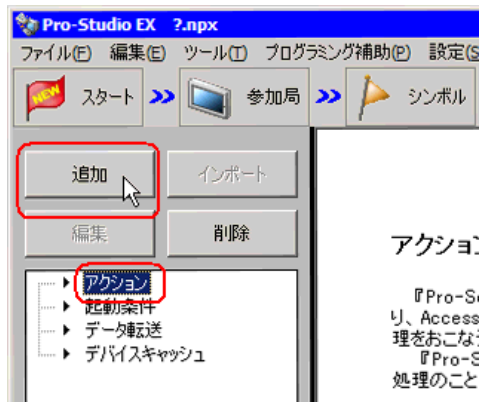 Pro-Studio EX ?.npx
ファイル(F) 編集(E) ツール(T) プログラミング補助(P) 設定(S
NEW スタート 参加局 シンボル
追加 インポート
編集 削除
アクション
起動条件
データ転送
デバイスキャッシュ
アクション
『Pro-Se
り、Access
理をおこな
『Pro-S
処理のこと